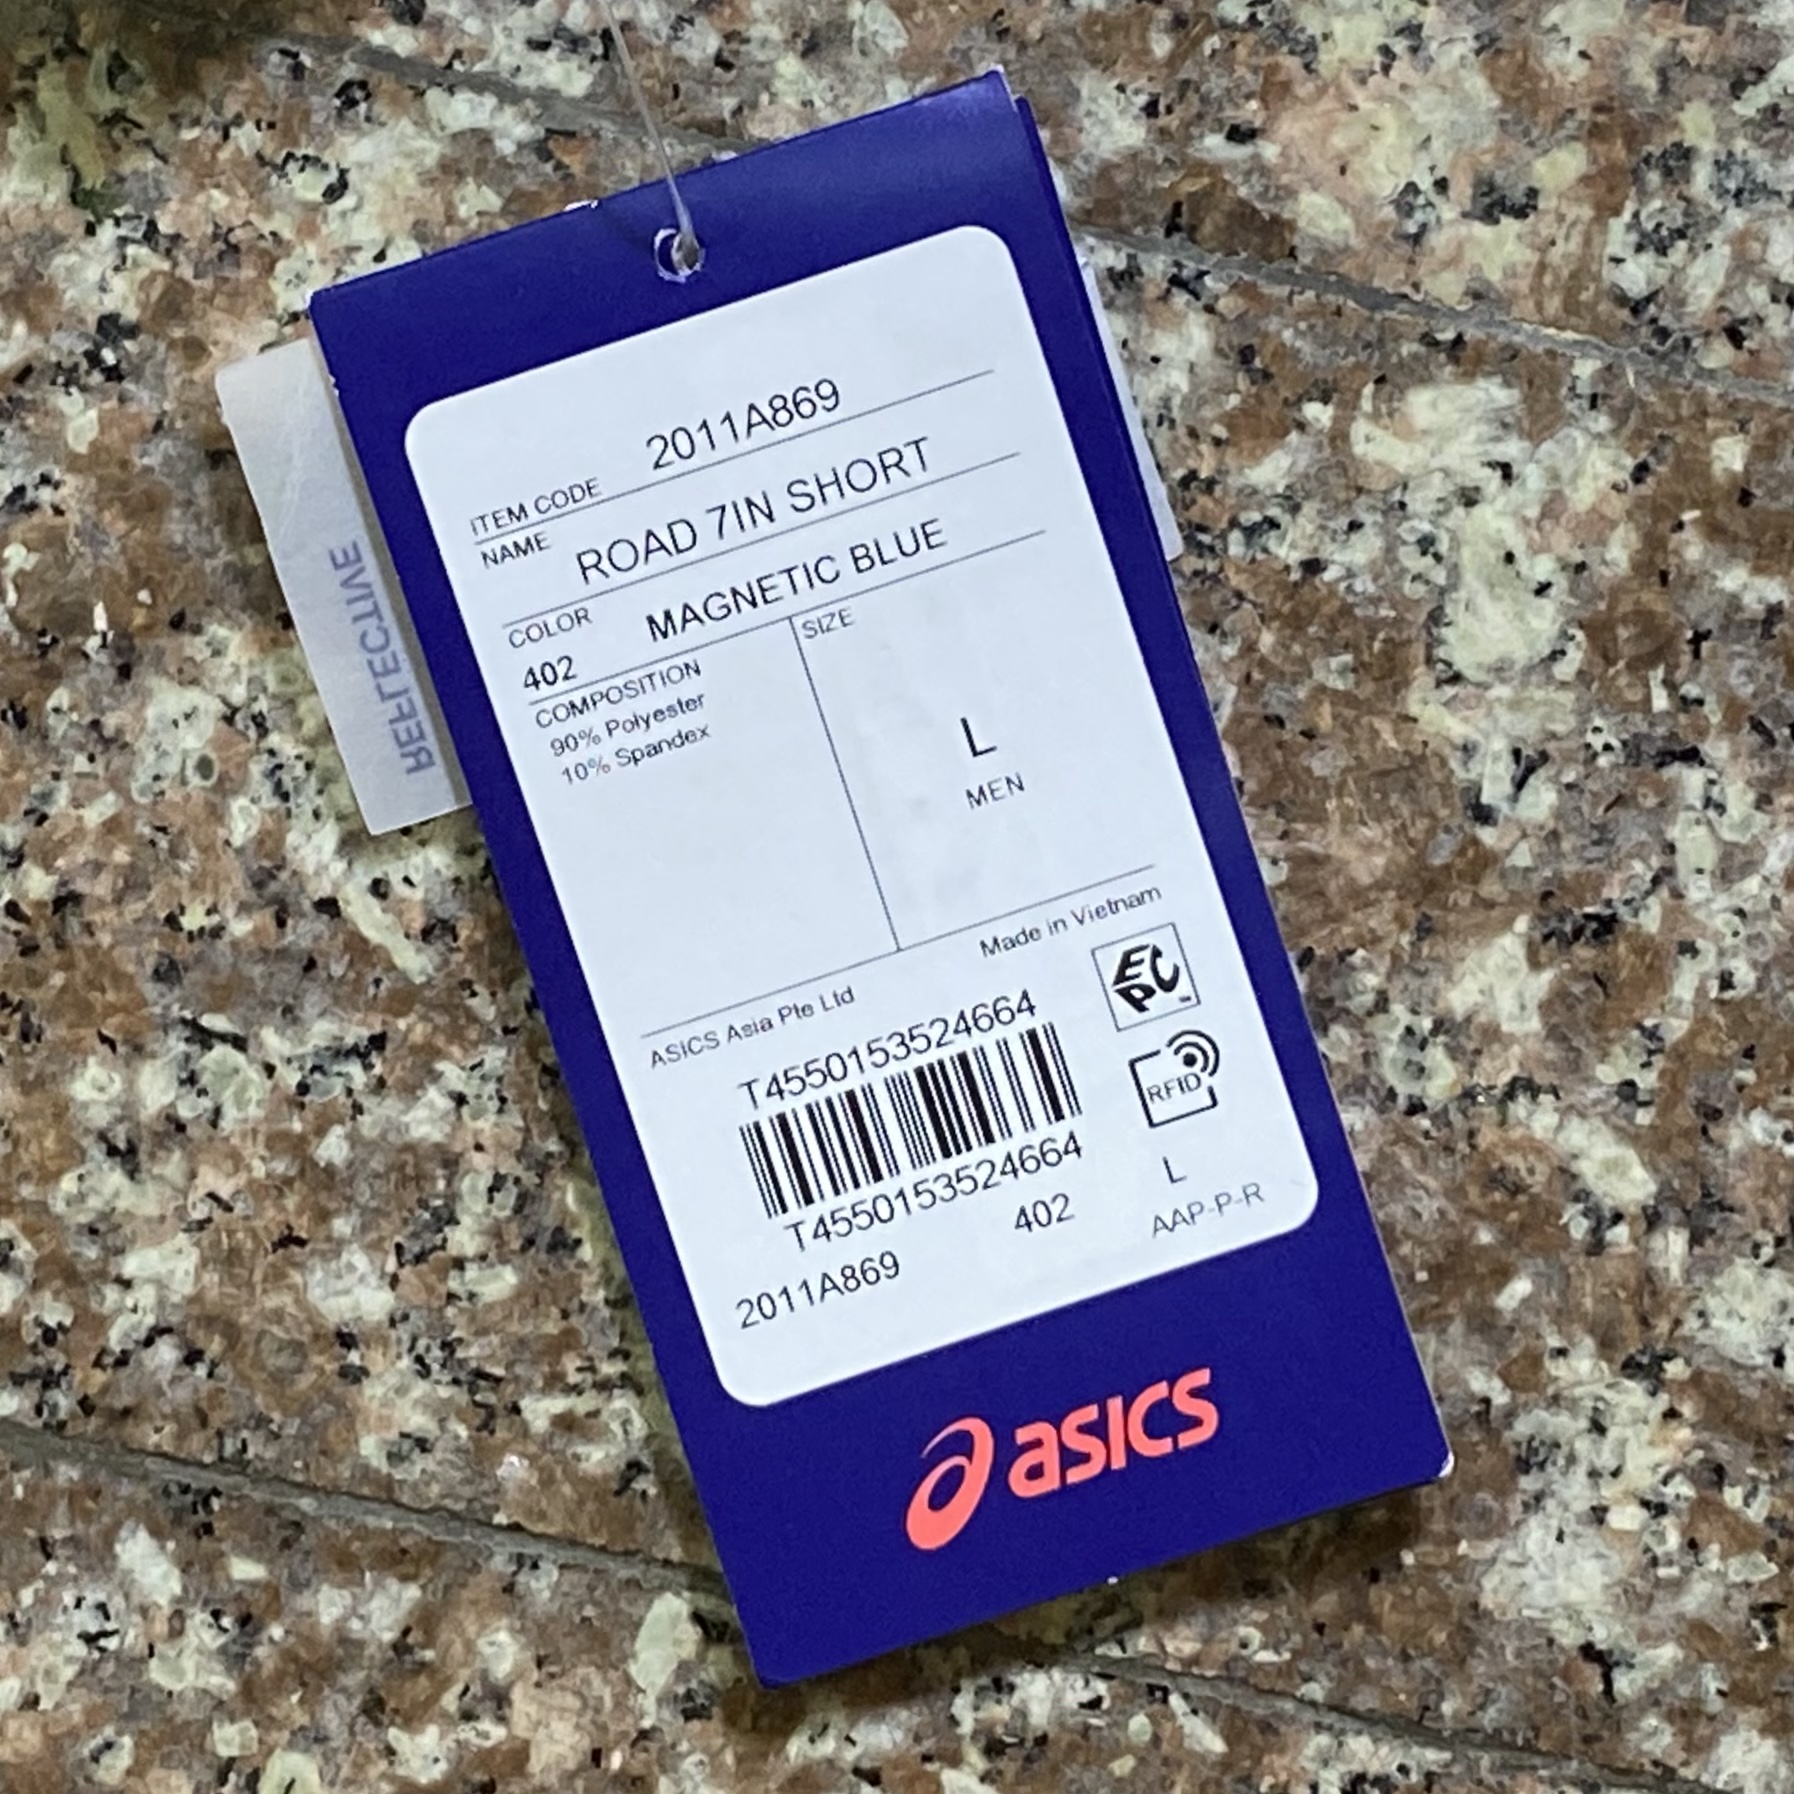 ITEM CODE 2011A869
NAME ROAD 7IN SHORT
COLOR MAGNETIC BLUE
402
COMPOSITION
90% Polyester
10% Spandex
SIZE
L
MEN
Made in Vietnam
ASICS Asia Pte Ltd
EPC
T4550153524664
RFID
T4550153524664
2011A869 402 L
AAP-P-R
asics
REFLECTIVE